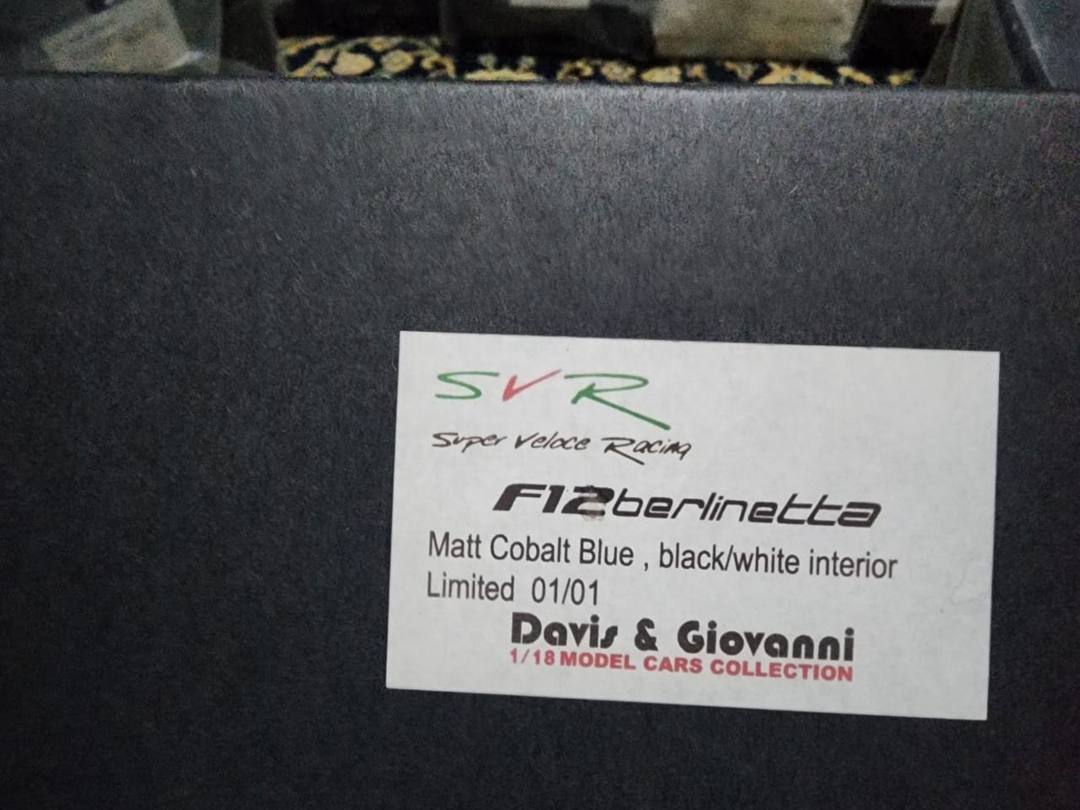 SVR
Super Veloce Racing
F12berlinetta
Matt Cobalt Blue , black/white interior
Limited 01/01
Davis & Giovanni
1/18 MODEL CARS COLLECTION